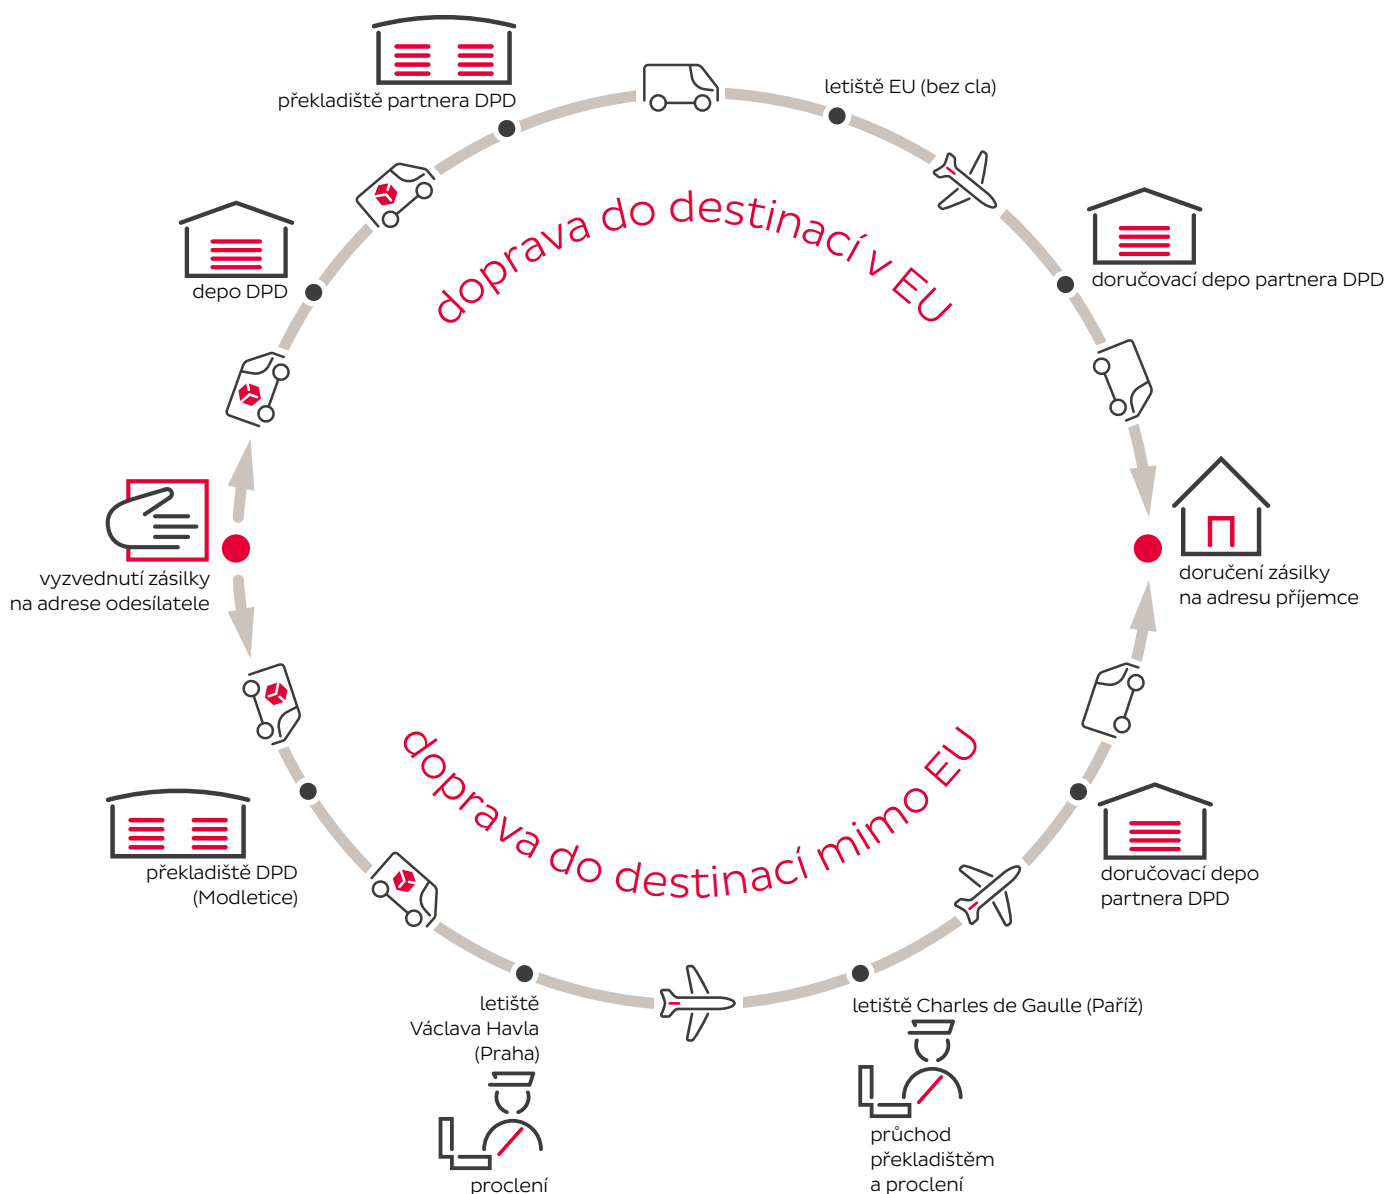 překladiště partnera DPD
letiště EU (bez cla)
depo DPD
doprava do destinací v EU
doručovací depo partnera DPD
vyzvednutí zásilky
na adrese odesílatele
doručení zásilky
na adresu příjemce
doprava do destinací mimo EU
překladiště DPD
(Modletice)
doručovací depo
partnera DPD
letiště
Václava Havla
(Praha)
letiště Charles de Gaulle (Paříž)
proclení
průchod
překladištěm
a proclení